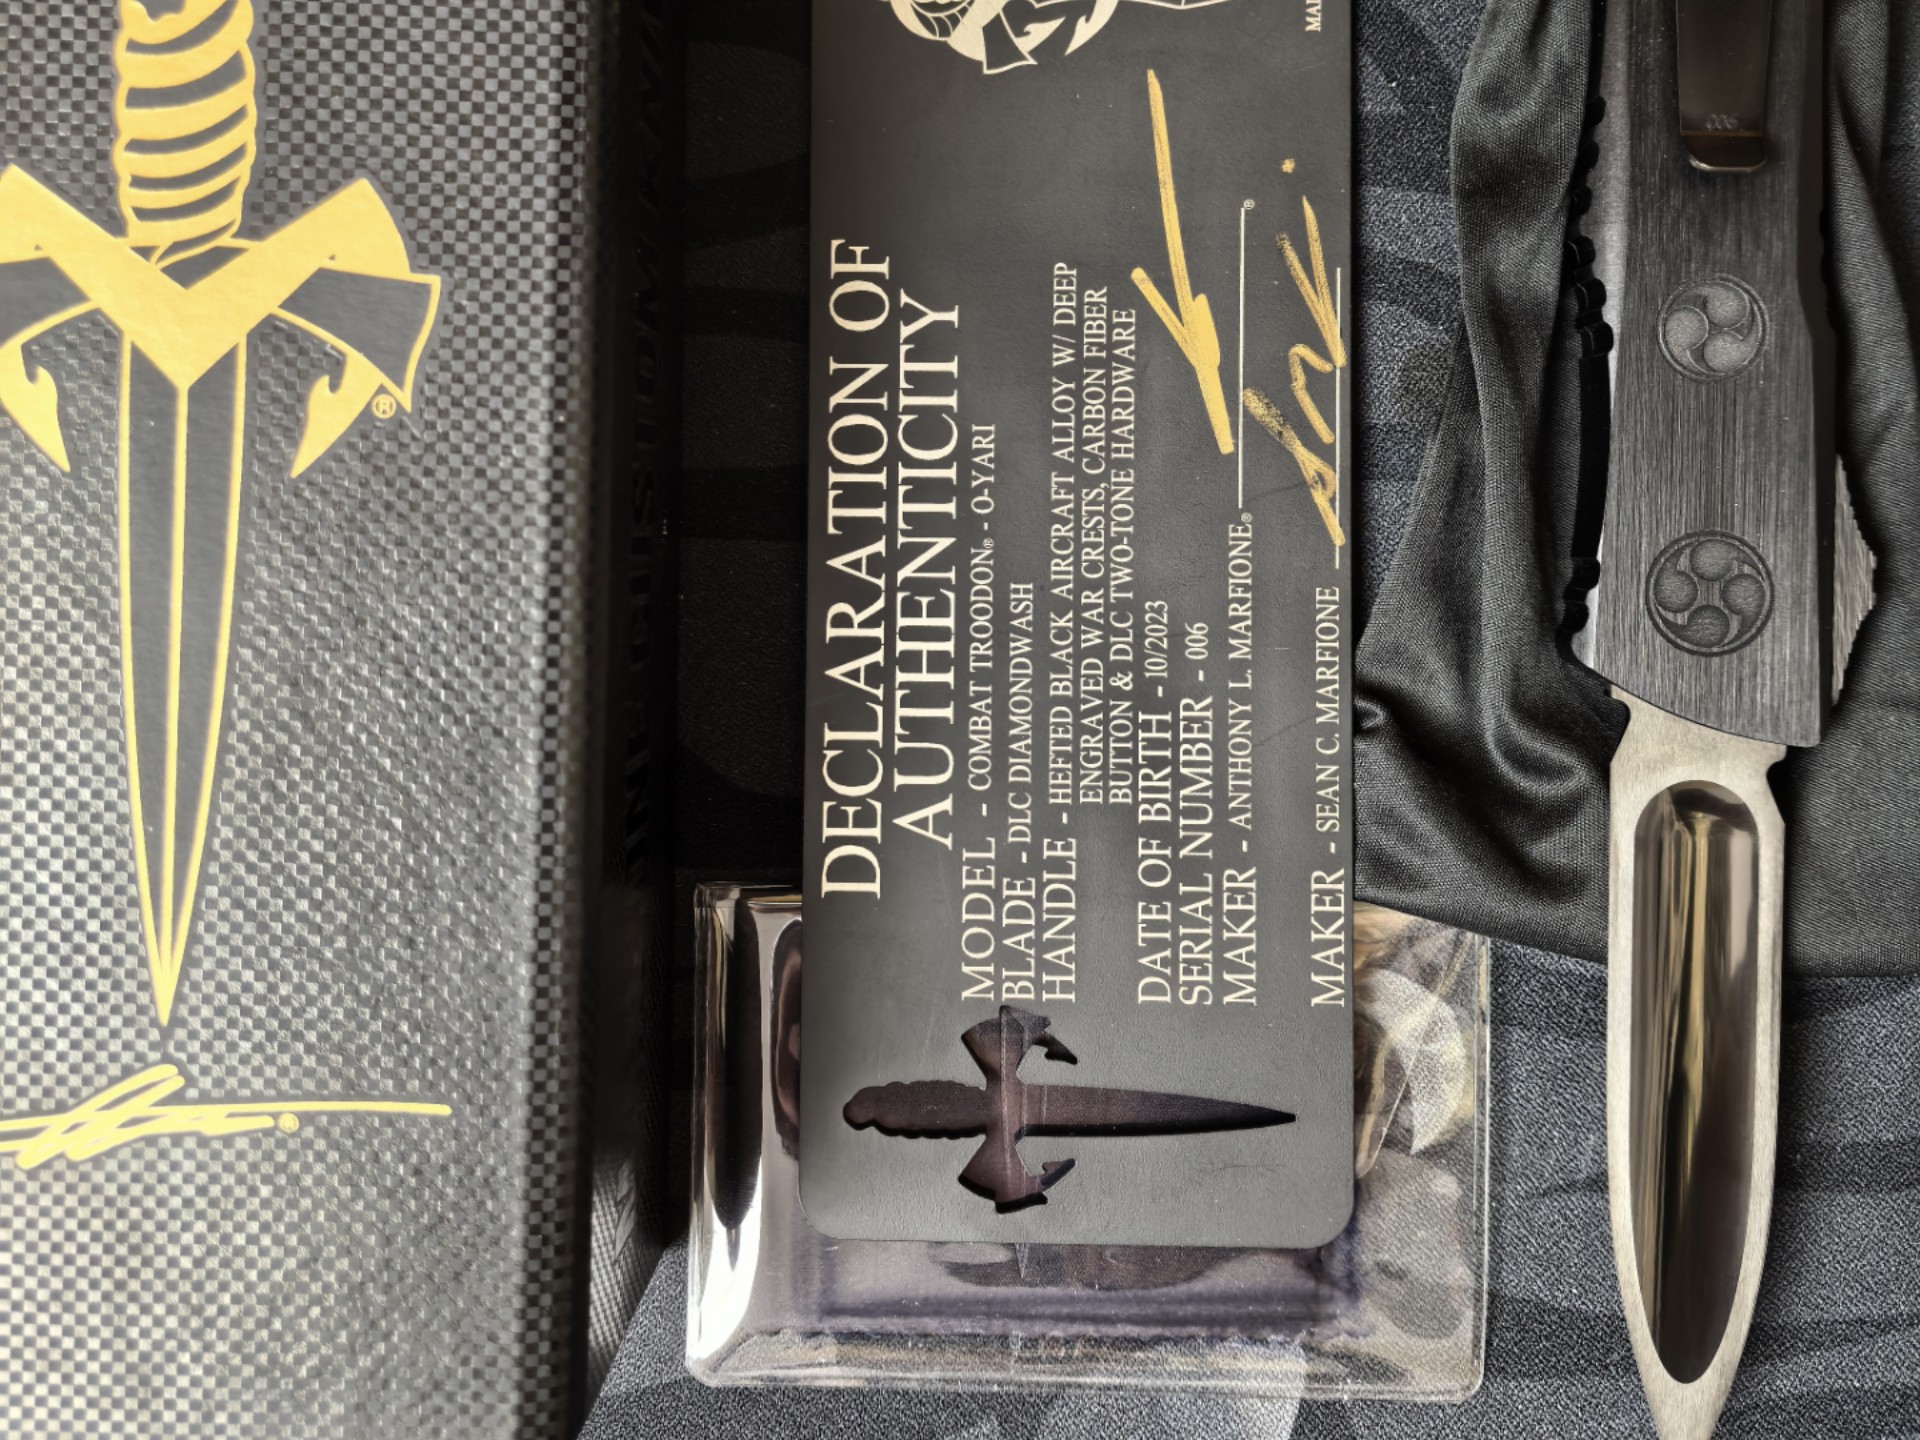 DECLARATION OF
AUTHENTICITY
MODEL - COMBAT TROODON® - O-YARI
BLADE - DLC DIAMONDWASH
HANDLE - HEFTED BLACK AIRCRAFT ALLOY W/ DEEP
ENGRAVED WAR CRESTS, CARBON FIBER
BUTTON & DLC TWO-TONE HARDWARE
DATE OF BIRTH - 10/2023
SERIAL NUMBER - 006
MAKER - ANTHONY L. MARFIONE® ®
MAKER - SEAN C. MARFIONE
006
®
®